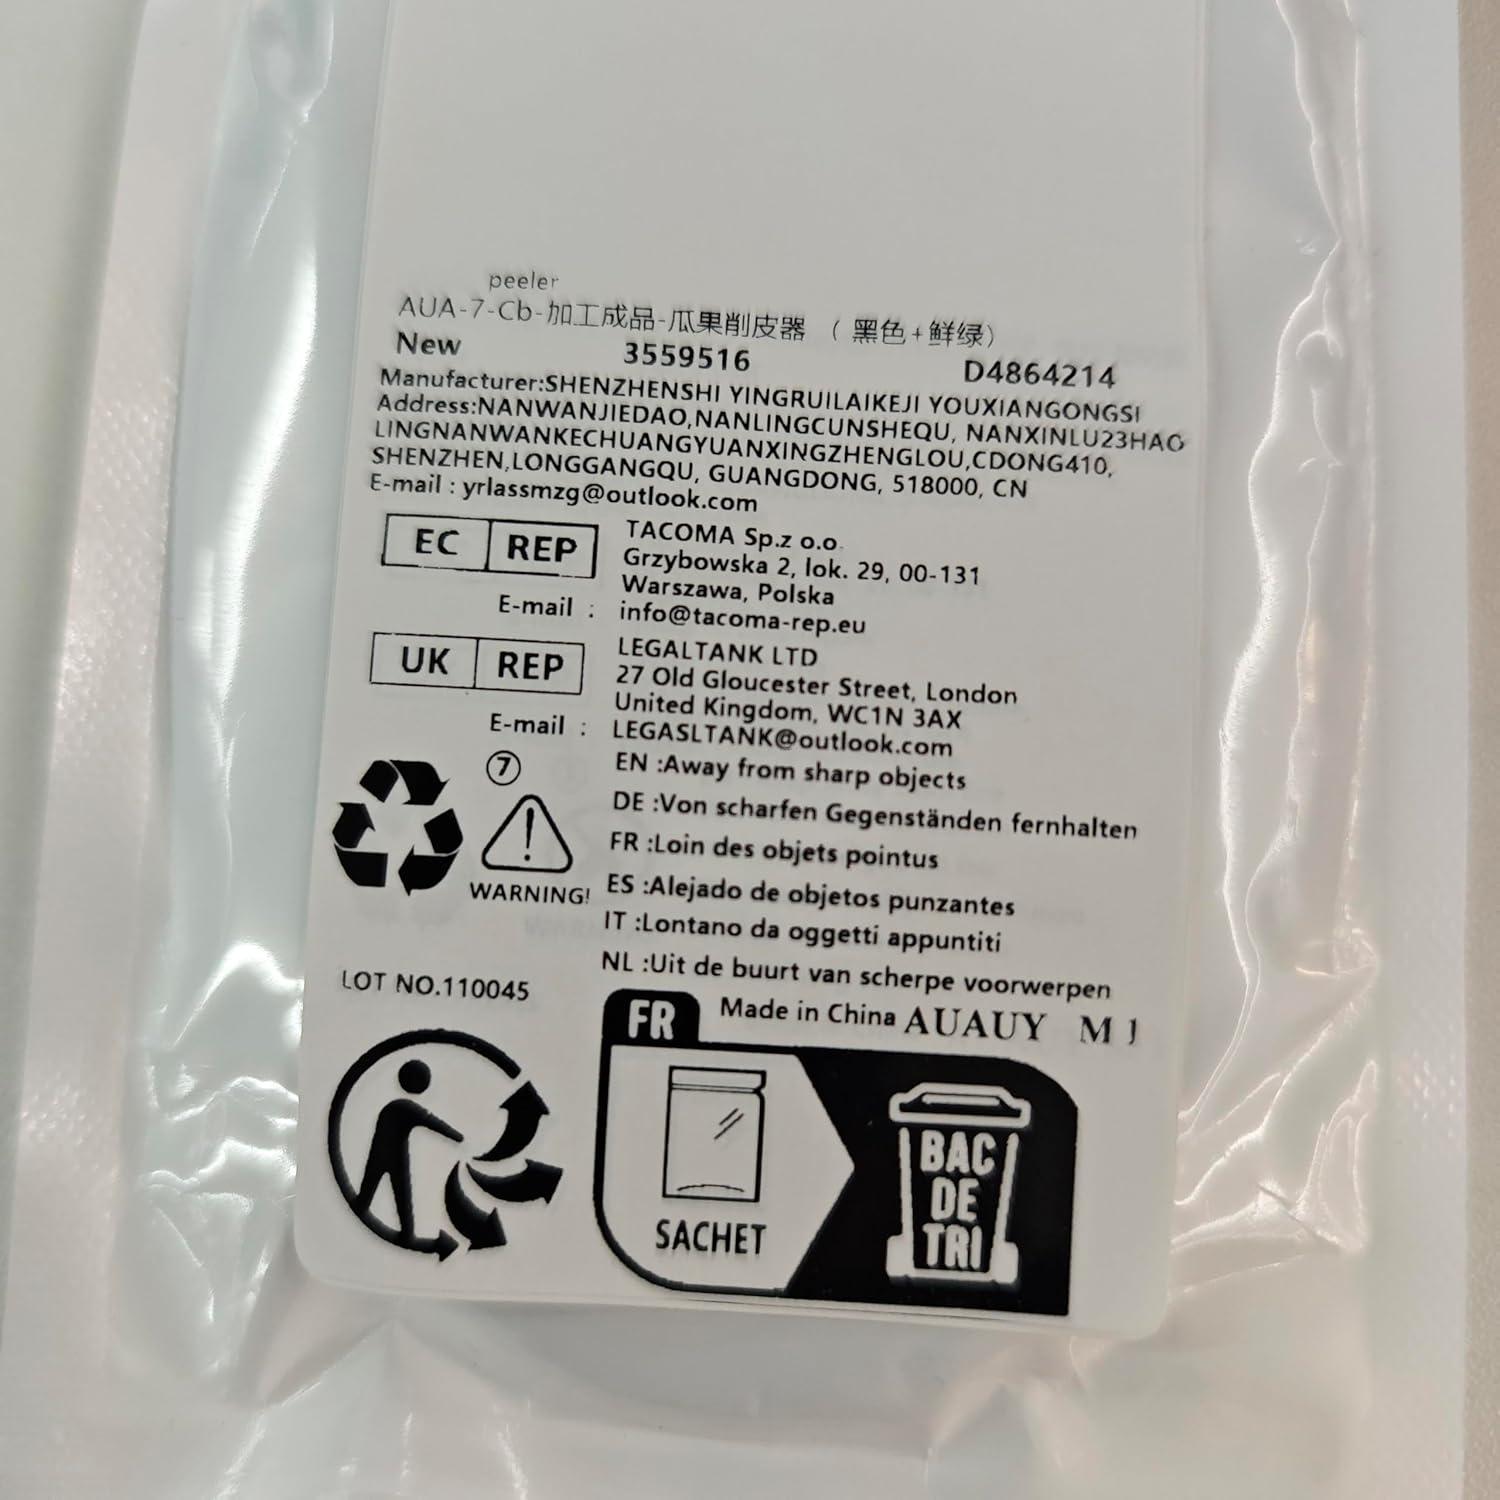 peeler
AUA-7-Cb-加工成品-瓜果削皮器 （ 黑色+鲜绿）
New 3559516 D4864214
Manufacturer:SHENZHENSHI YINGRUILAIKEJI YOUXIANGONGSI
Address:NANWANJIEDAO,NANLINGCUNSHEQU, NANXINLU23HAO
LINGNANWANKECHUANGYUANXINGZHENGLOU,CDONG410,
SHENZHEN,LONGGANGQU, GUANGDONG, 518000, CN
E-mail : yrlassmzg@outlook.com
EC REP TACOMA Sp.z o.o.
Grzybowska 2, lok. 29, 00-131
Warszawa, Polska
E-mail : info@tacoma-rep.eu
UK REP LEGALTANK LTD
27 Old Gloucester Street, London
United Kingdom, WC1N 3AX
E-mail : LEGASLTANK@outlook.com
7
WARNING!
EN :Away from sharp objects
DE :Von scharfen Gegenständen fernhalten
FR :Loin des objets pointus
ES :Alejado de objetos punzantes
IT :Lontano da oggetti appuntiti
NL :Uit de buurt van scherpe voorwerpen
LOT NO.110045
Made in China AUAUY M J
FR
SACHET
BAC
DE
TRI